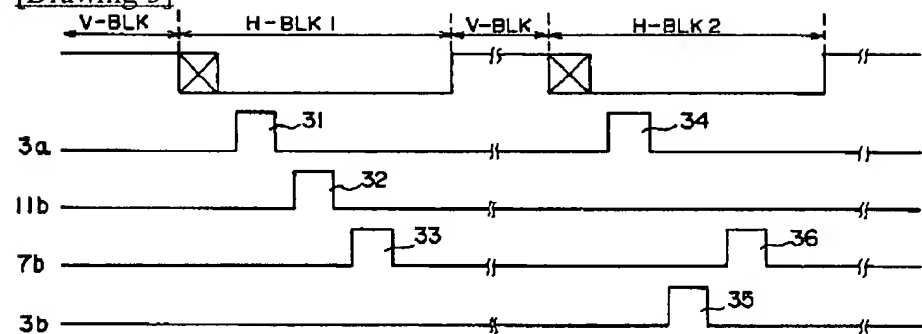 [Drawing 3]
V-BLK H-BLK 1 V-BLK H-BLK 2
3a 31 34
11b 32
7b 33 36
3b 35